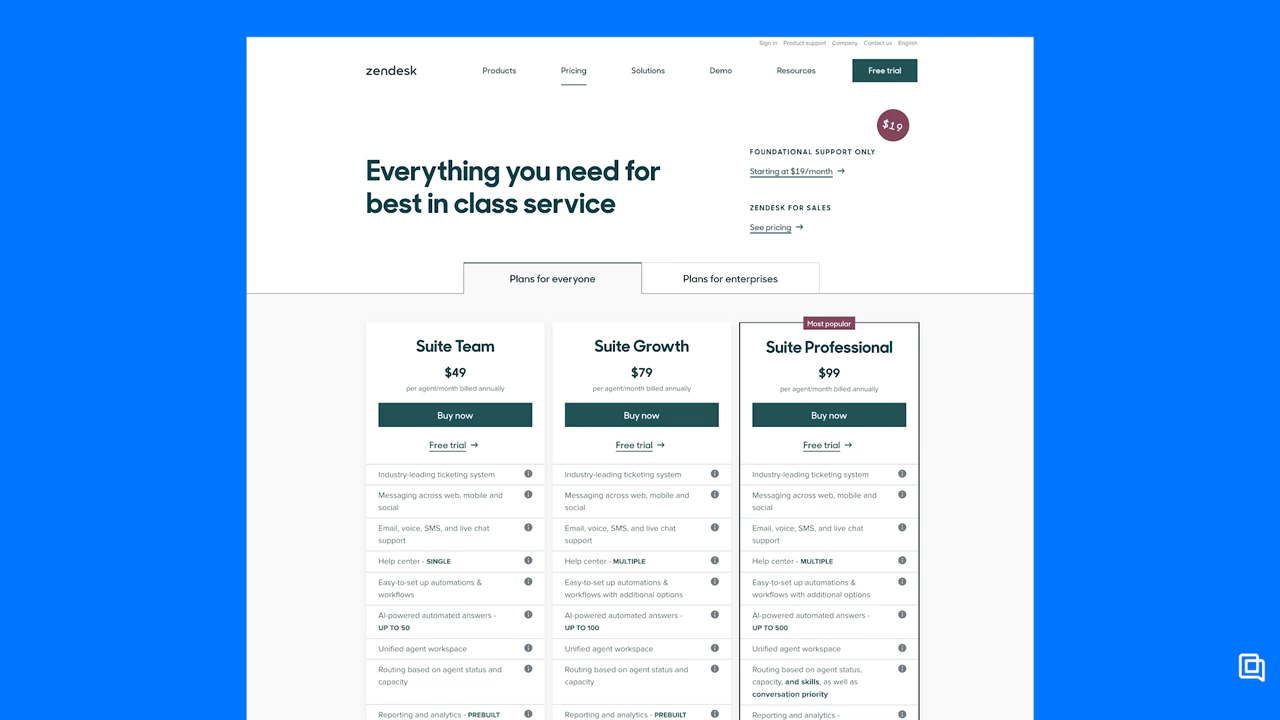 Sign in Product support Company Contact us English
zendesk Products Pricing Solutions Demo Resources Free trial
$19
Everything you need for
best in class service
FOUNDATIONAL SUPPORT ONLY
Starting at $19/month →
ZENDESK FOR SALES
See pricing →
Plans for everyone Plans for enterprises
Suite Team
$49
per agent/month billed annually
Buy now
Free trial →
Industry-leading ticketing system
Messaging across web, mobile and
social
Email, voice, SMS, and live chat
support
Help center - SINGLE
Easy-to-set up automations &
workflows
AI-powered automated answers -
UP TO 50
Unified agent workspace
Routing based on agent status and
capacity
Reporting and analytics - PREBUILT
Suite Growth
$79
per agent/month billed annually
Buy now
Free trial →
Industry-leading ticketing system
Messaging across web, mobile and
social
Email, voice, SMS, and live chat
support
Help center - MULTIPLE
Easy-to-set up automations &
workflows with additional options
AI-powered automated answers -
UP TO 100
Unified agent workspace
Routing based on agent status and
capacity
Reporting and analytics - PREBUILT
Most popular
Suite Professional
$99
per agent/month billed annually
Buy now
Free trial →
Industry-leading ticketing system
Messaging across web, mobile and
social
Email, voice, SMS, and live chat
support
Help center - MULTIPLE
Easy-to-set up automations &
workflows with additional options
AI-powered automated answers -
UP TO 500
Unified agent workspace
Routing based on agent status,
capacity, and skills, as well as
conversation priority
Reporting and analytics -